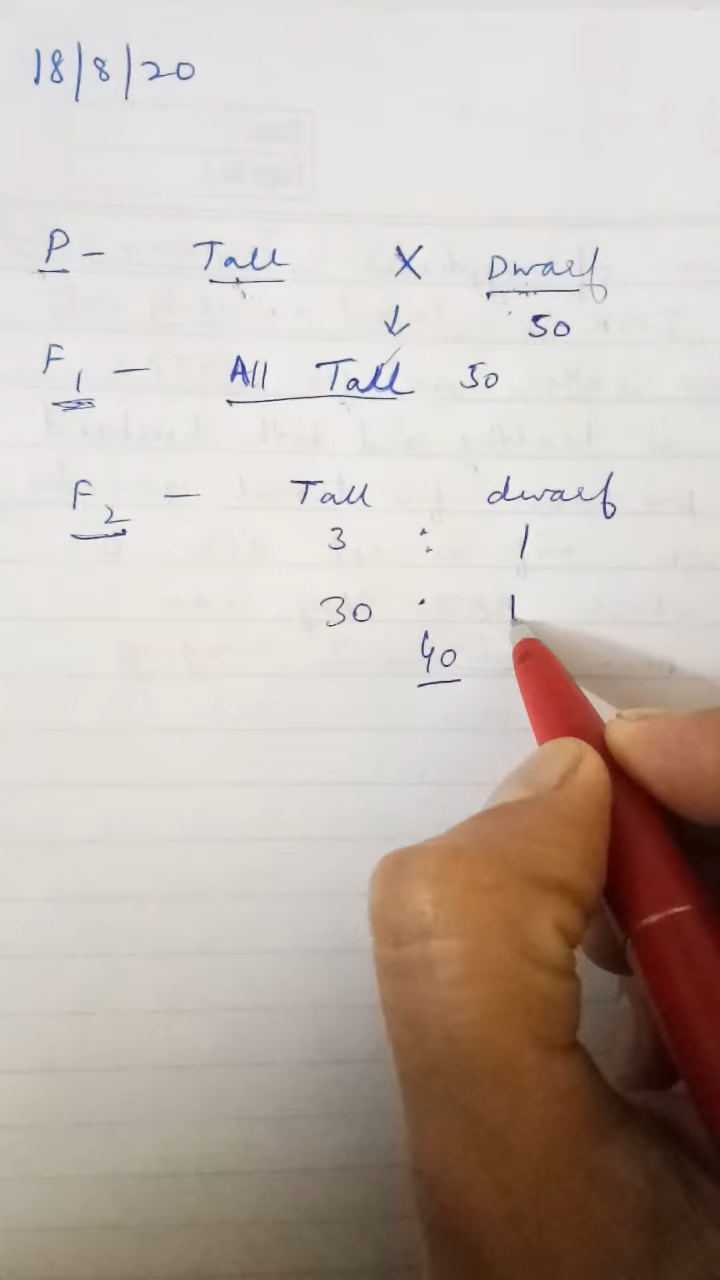 18/8/20
P - Tall X Dwarf
↓ 50
F1 - All Tall 50
F2 - Tall dwarf
3 : 1
30 : 1
40